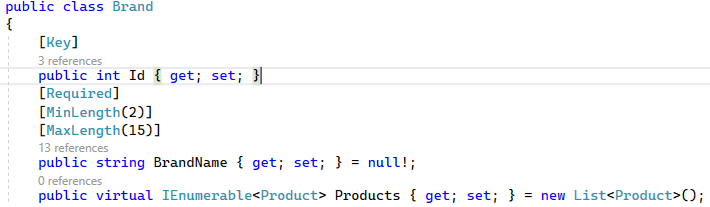 public class Brand
{
[Key]
3 references
public int Id { get; set; }
[Required]
[MinLength(2)]
[MaxLength(15)]
13 references
public string BrandName { get; set; } = null!;
0 references
public virtual IEnumerable<Product> Products { get; set; } = new List<Product>();